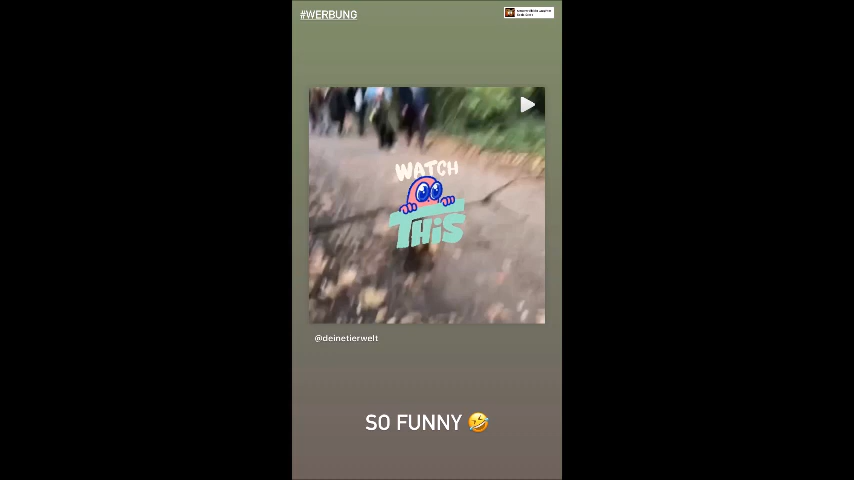 #WERBUNG
WATCH
THiS
@deinetierwelt
SO FUNNY 🤣